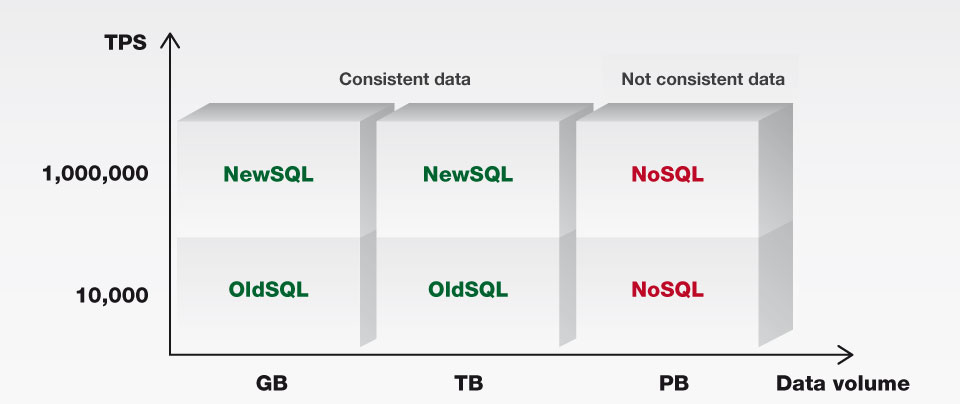 TPS
Consistent data
Not consistent data
1,000,000
NewSQL
NewSQL
NoSQL
10,000
OldSQL
OldSQL
NoSQL
GB
TB
PB
Data volume